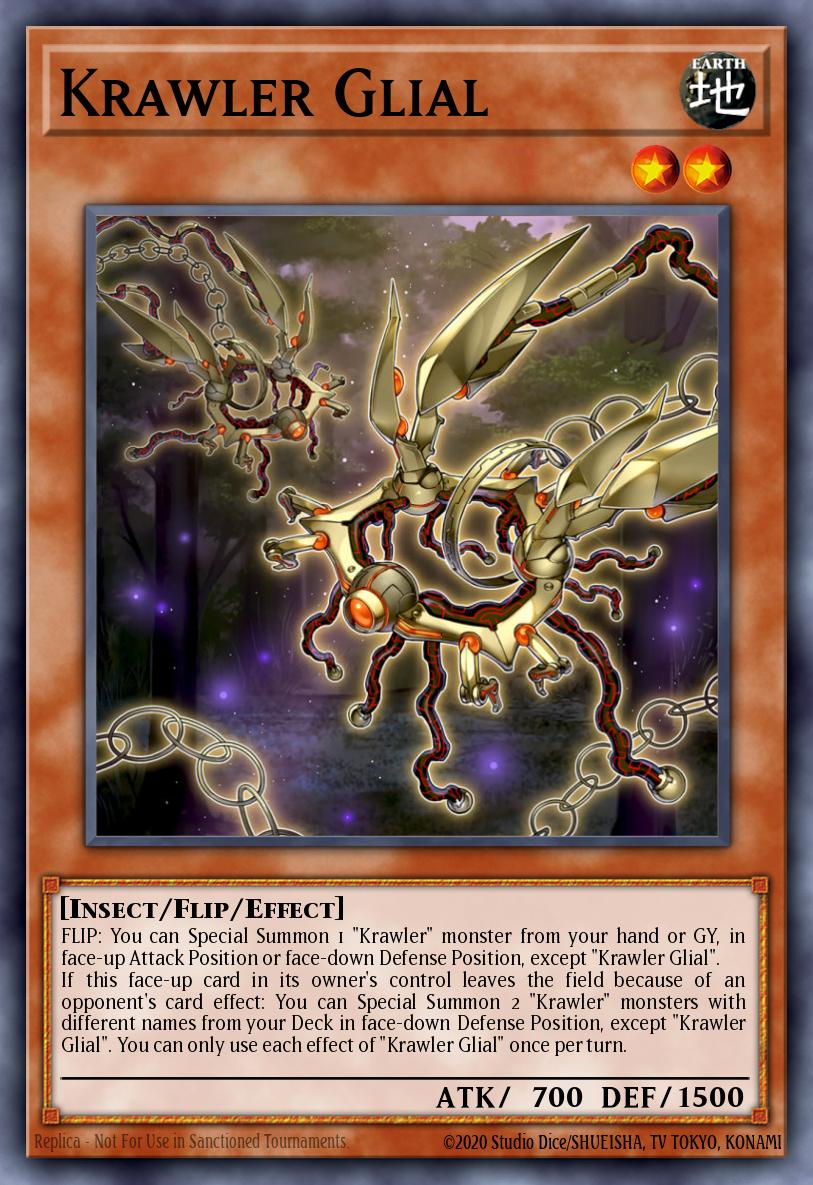 Krawler Glial
EARTH
地
[Insect/Flip/Effect]
FLIP: You can Special Summon 1 "Krawler" monster from your hand or GY, in
face-up Attack Position or face-down Defense Position, except "Krawler Glial".
If this face-up card in its owner's control leaves the field because of an
opponent's card effect: You can Special Summon 2 "Krawler" monsters with
different names from your Deck in face-down Defense Position, except "Krawler
Glial". You can only use each effect of "Krawler Glial" once per turn.
ATK/ 700 DEF/1500
Replica - Not For Use in Sanctioned Tournaments.
©2020 Studio Dice/SHUEISHA, TV TOKYO, KONAMI